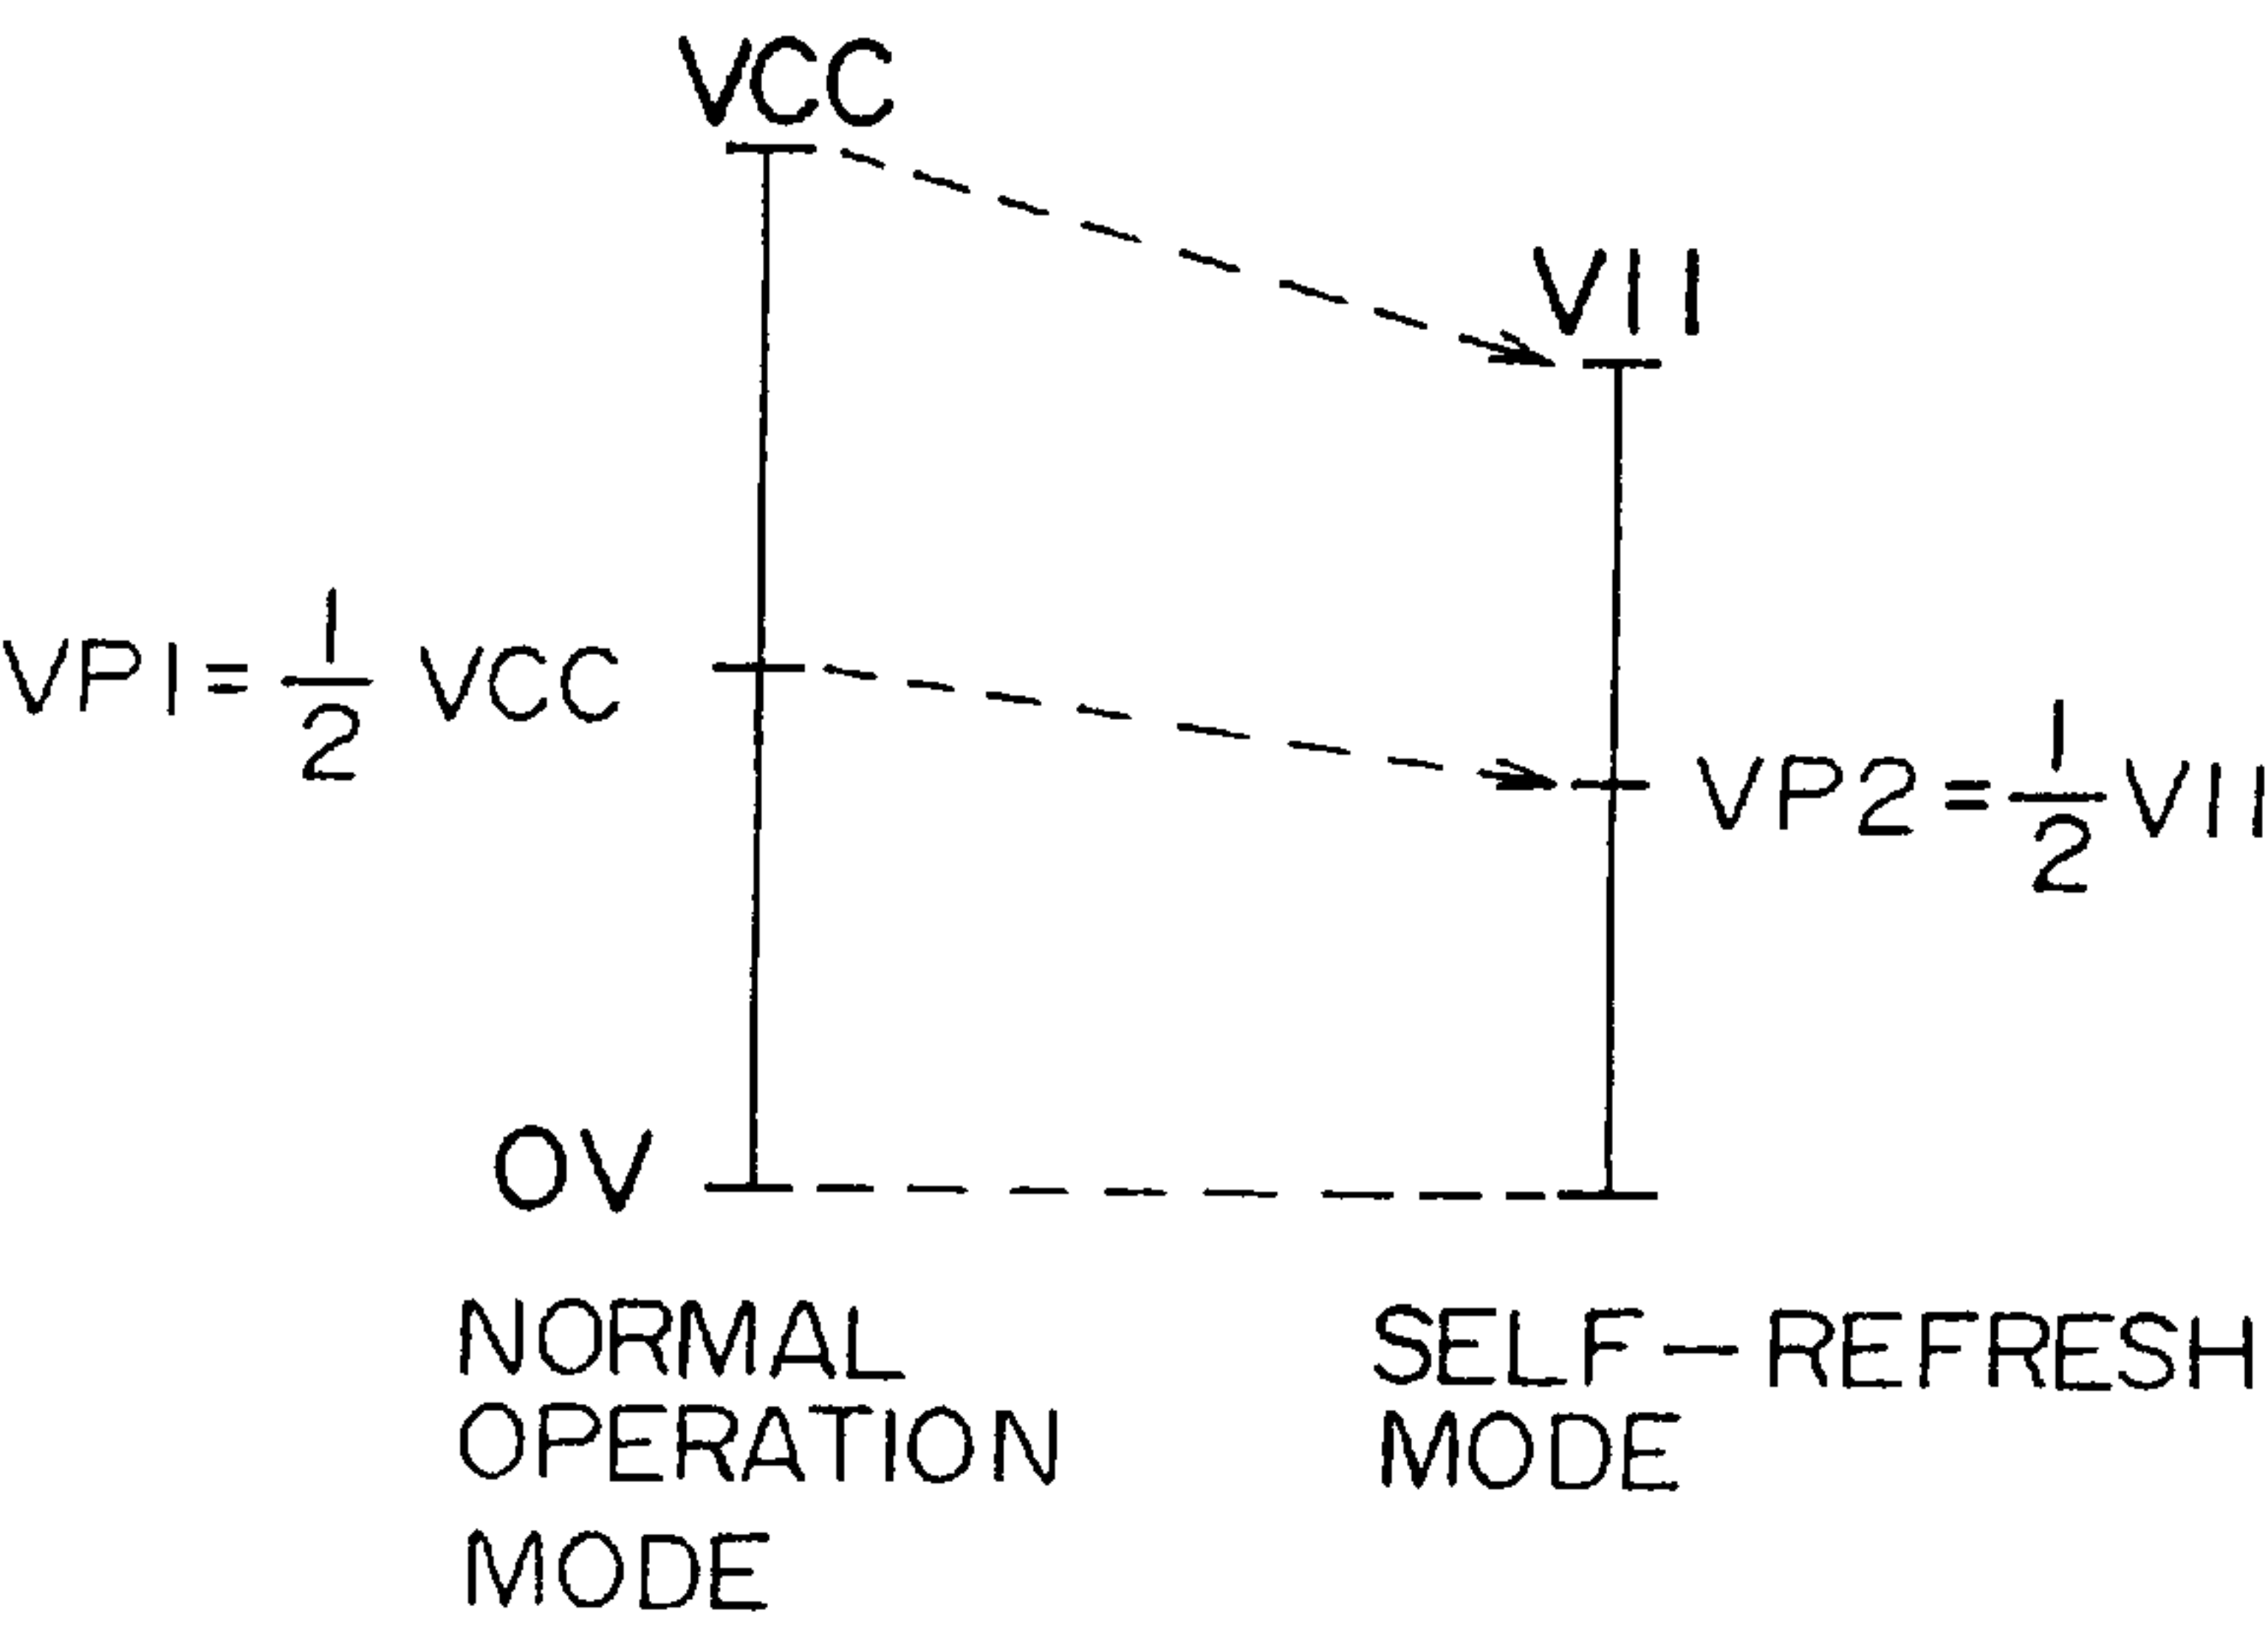 VCC
VII
VP1=1/2 VCC
VP2=1/2 VII
0V
NORMAL
OPERATION
MODE
SELF-REFRESH
MODE